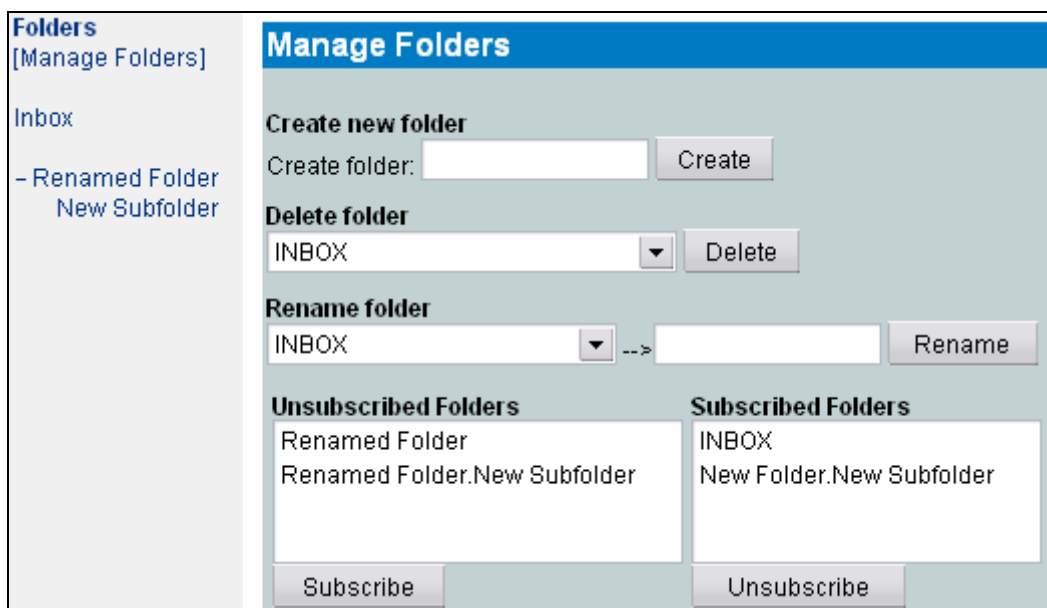 Folders
[Manage Folders]
Inbox
– Renamed Folder
New Subfolder
Manage Folders
Create new folder
Create folder: Create
Delete folder
INBOX Delete
Rename folder
INBOX --> Rename
Unsubscribed Folders
Renamed Folder
Renamed Folder.New Subfolder
Subscribe
Subscribed Folders
INBOX
New Folder.New Subfolder
Unsubscribe